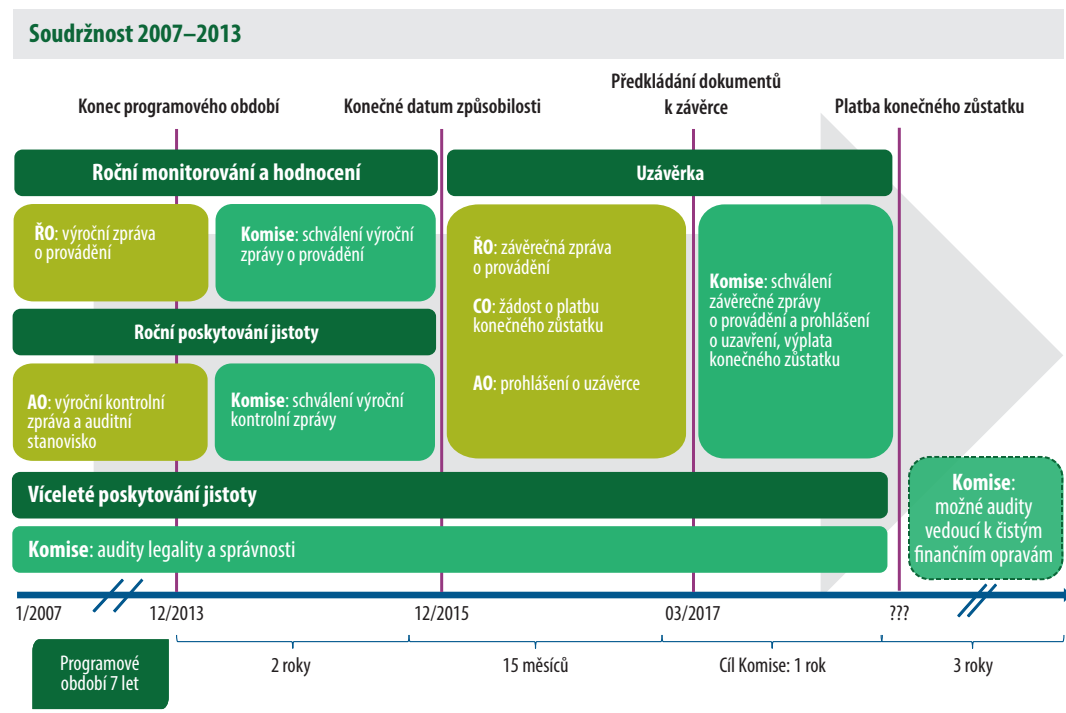 Soudržnost 2007–2013
Konec programového období
Konečné datum způsobilosti
Předkládání dokumentů
k závěrce
Platba konečného zůstatku
Roční monitorování a hodnocení
Uzávěrka
ŘO: výroční zpráva
o provádění
Komise: schválení výroční
zprávy o provádění
Roční poskytování jistoty
AO: výroční kontrolní
zpráva a auditní
stanovisko
Komise: schválení výroční
kontrolní zprávy
ŘO: závěrečná zpráva
o provádění
CO: žádost o platbu
konečného zůstatku
AO: prohlášení o uzávěrce
Komise: schválení
závěrečné zprávy
o provádění a prohlášení
o uzavření, výplata
konečného zůstatku
Víceleté poskytování jistoty
Komise: audity legality a správnosti
Komise:
možné audity
vedoucí k čistým
finančním opravám
1/2007
12/2013
12/2015
03/2017
???
Programové
období 7 let
2 roky
15 měsíců
Cíl Komise: 1 rok
3 roky